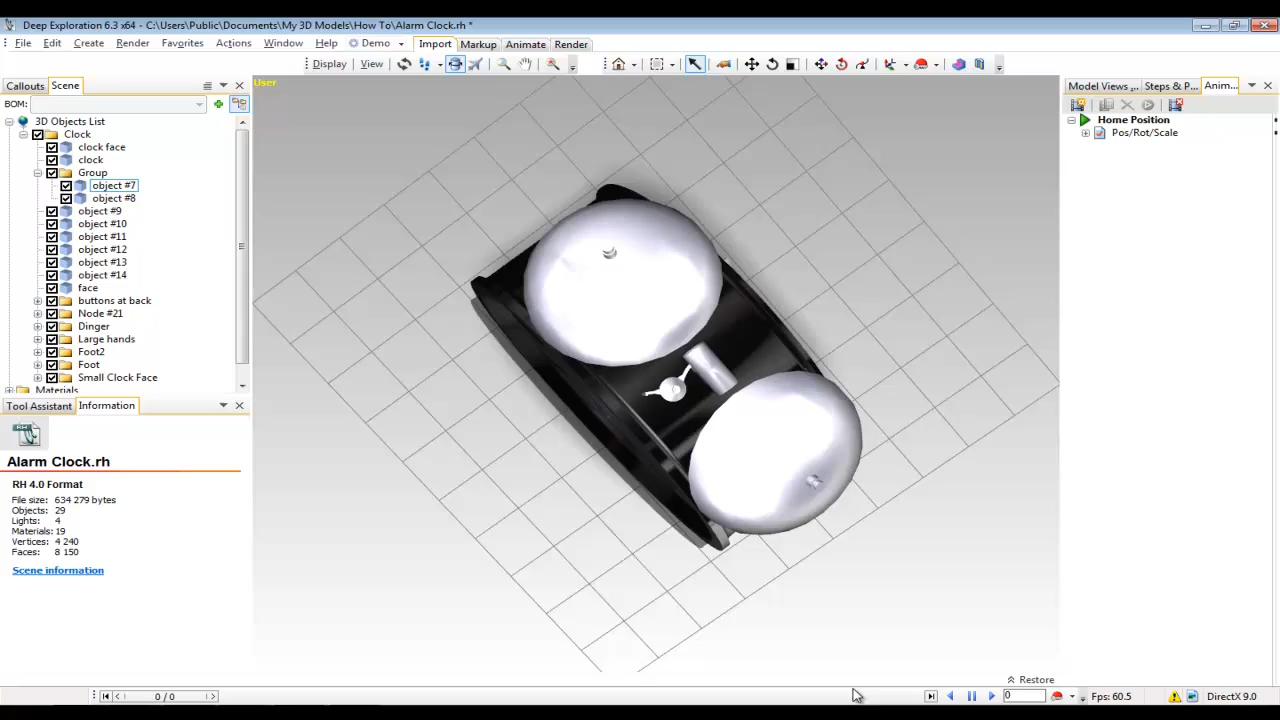 Deep Exploration 6.3 x64 - C:\Users\Public\Documents\My 3D Models\How To\Alarm Clock.rh *
File Edit Create Render Favorites Actions Window Help Demo Import Markup Animate Render
Display View
Callouts Scene
BOM:
3D Objects List
Clock
clock face
clock
Group
object #7
object #8
object #9
object #10
object #11
object #12
object #13
object #14
face
buttons at back
Node #21
Dinger
Large hands
Foot2
Foot
Small Clock Face
Materials
Tool Assistant Information
Alarm Clock.rh
RH 4.0 Format
File size: 634 279 bytes
Objects: 29
Lights: 4
Materials: 19
Vertices: 4 240
Faces: 8 150
Scene information
User
Model Views ... Steps & P... Anim...
Home Position
Pos/Rot/Scale
Restore
0 / 0
0
Fps: 60.5
DirectX 9.0